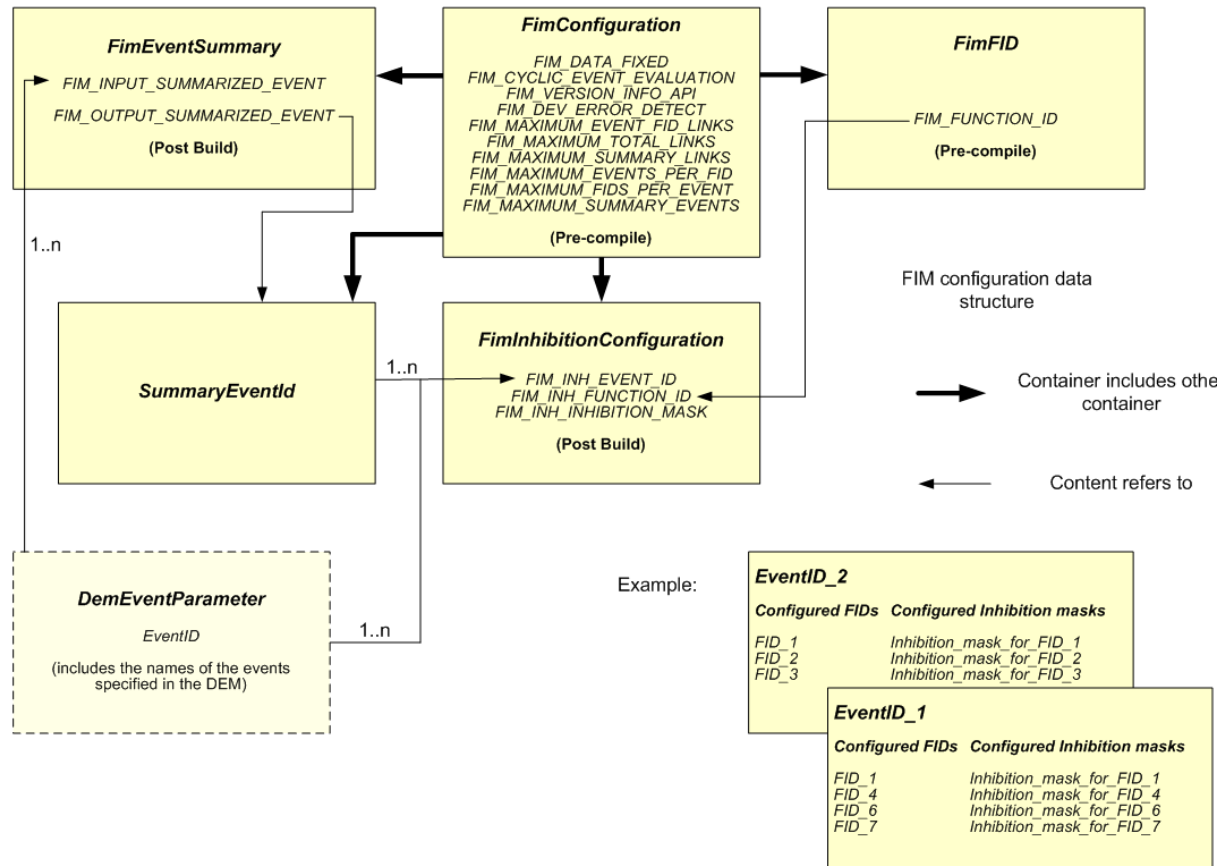 FimEventSummary
FIM_INPUT_SUMMARIZED_EVENT
FIM_OUTPUT_SUMMARIZED_EVENT
(Post Build)
FimConfiguration
FIM_DATA_FIXED
FIM_CYCLIC_EVENT_EVALUATION
FIM_VERSION_INFO_API
FIM_DEV_ERROR_DETECT
FIM_MAXIMUM_EVENT_FID_LINKS
FIM_MAXIMUM_TOTAL_LINKS
FIM_MAXIMUM_SUMMARY_LINKS
FIM_MAXIMUM_EVENTS_PER_FID
FIM_MAXIMUM_FIDS_PER_EVENT
FIM_MAXIMUM_SUMMARY_EVENTS
(Pre-compile)
FimFID
FIM_FUNCTION_ID
(Pre-compile)
1..n
SummaryEventId
1..n
FimInhibitionConfiguration
FIM_INH_EVENT_ID
FIM_INH_FUNCTION_ID
FIM_INH_INHIBITION_MASK
(Post Build)
FIM configuration data
structure
Container includes othe
container
Content refers to
DemEventParameter
EventID
(includes the names of the events
specified in the DEM)
1..n
Example:
EventID_2
Configured FIDs Configured Inhibition masks
FID_1 Inhibition_mask_for_FID_1
FID_2 Inhibition_mask_for_FID_2
FID_3 Inhibition_mask_for_FID_3
EventID_1
Configured FIDs Configured Inhibition masks
FID_1 Inhibition_mask_for_FID_1
FID_4 Inhibition_mask_for_FID_4
FID_6 Inhibition_mask_for_FID_6
FID_7 Inhibition_mask_for_FID_7